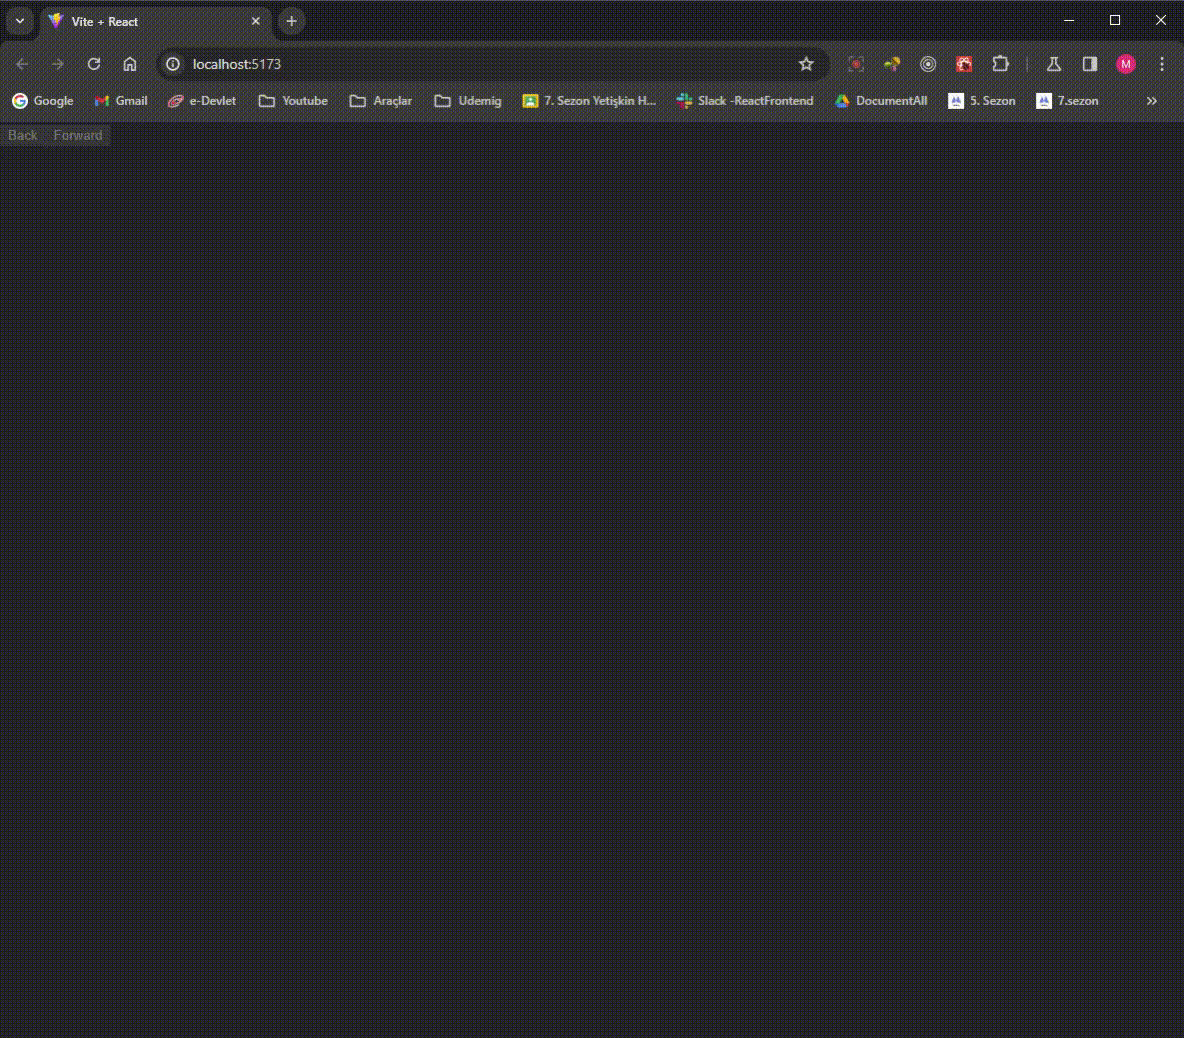 Vite + React
localhost:5173
M
Google Gmail e-Devlet Youtube Araçlar Udemig 7. Sezon Yetişkin H... Slack -ReactFrontend DocumentAll 5. Sezon 7.sezon
Back Forward